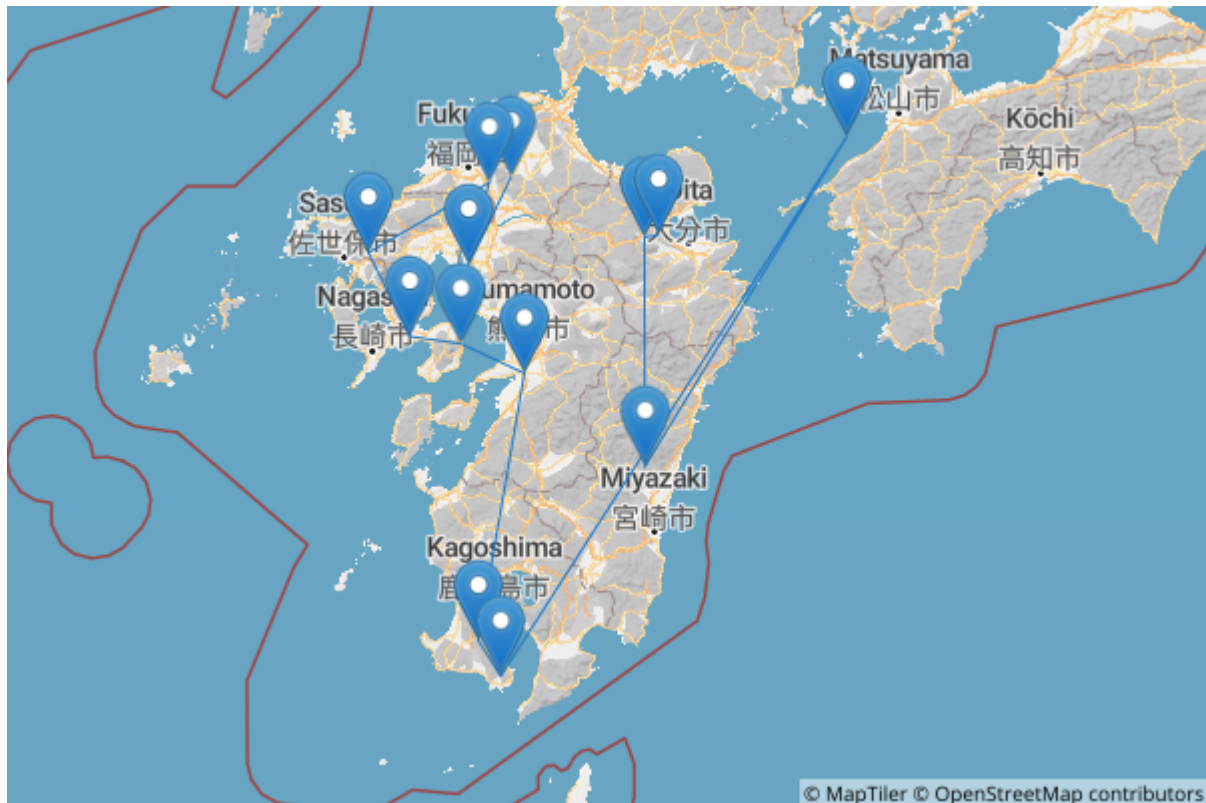 Matsuyama
松山市
Fuku
福岡
Kōchi
高知市
Sas
佐世保市
ita
大分市
Nagas
長崎市
umamoto
熊 市
Miyazaki
宮崎市
Kagoshima
鹿 島市
© MapTiler © OpenStreetMap contributors